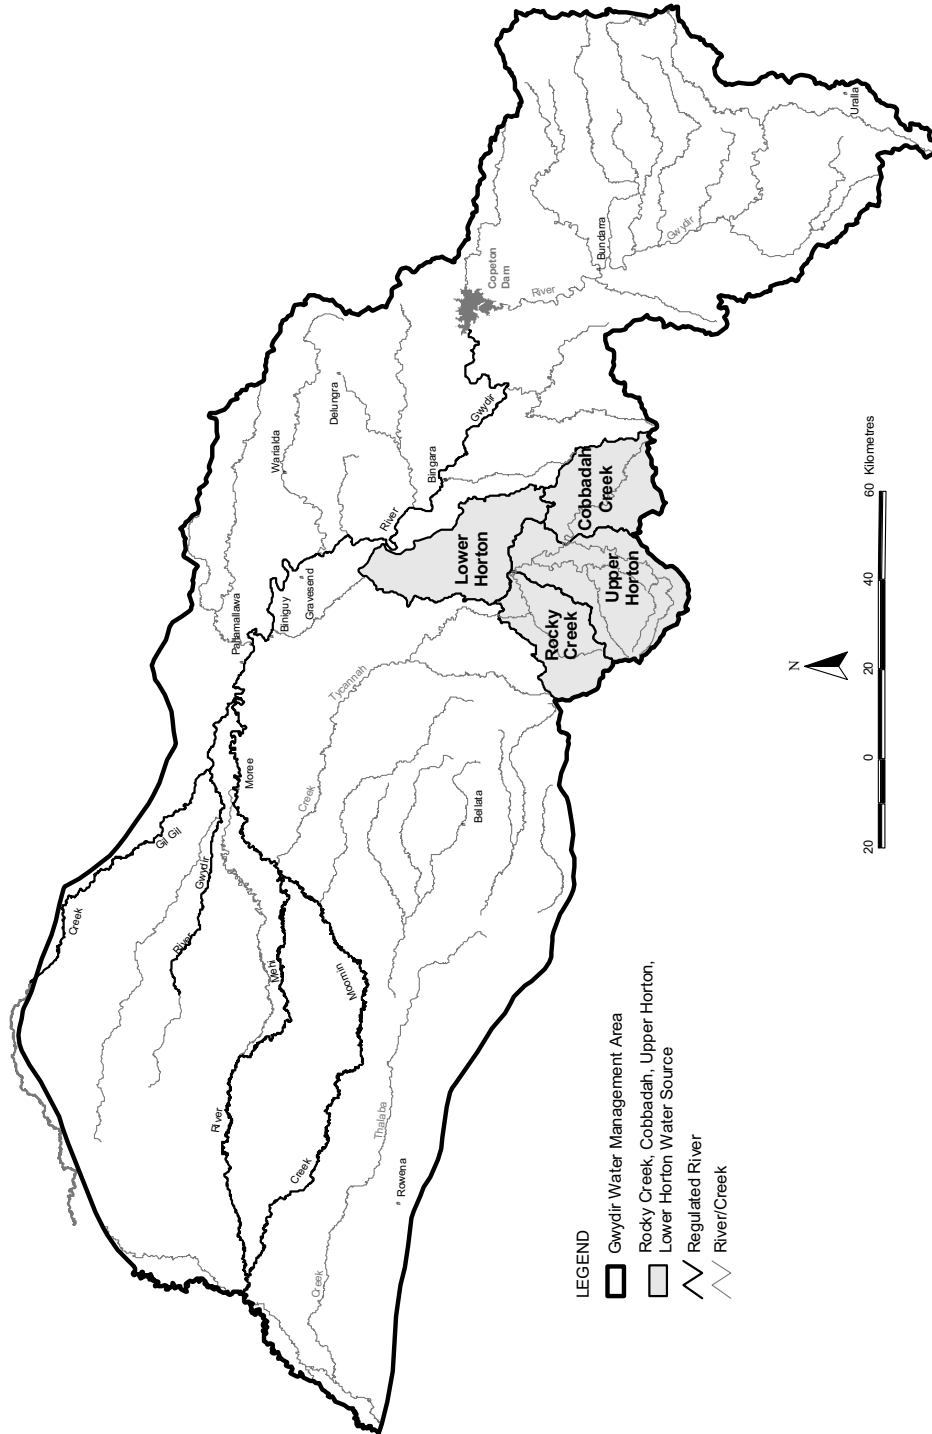 Uralla
Gwydir
Bundarra
River
Copeton
Dam
Delungra
Warialda
Gwydir
Bingara
River
Gravesend
Biniguy
Pallamallawa
Cobbadah
Creek
Lower
Horton
Upper
Horton
Rocky
Creek
Tycannah
Creek
Moree
Bellata
Gil Gil
Creek
Gwydir
River
Mehi
River
Moomin
Creek
Thalaba
Creek
Rowena
N
20 0 20 40 60 Kilometres
LEGEND
Gwydir Water Management Area
Rocky Creek, Cobbadah, Upper Horton,
Lower Horton Water Source
Regulated River
River/Creek